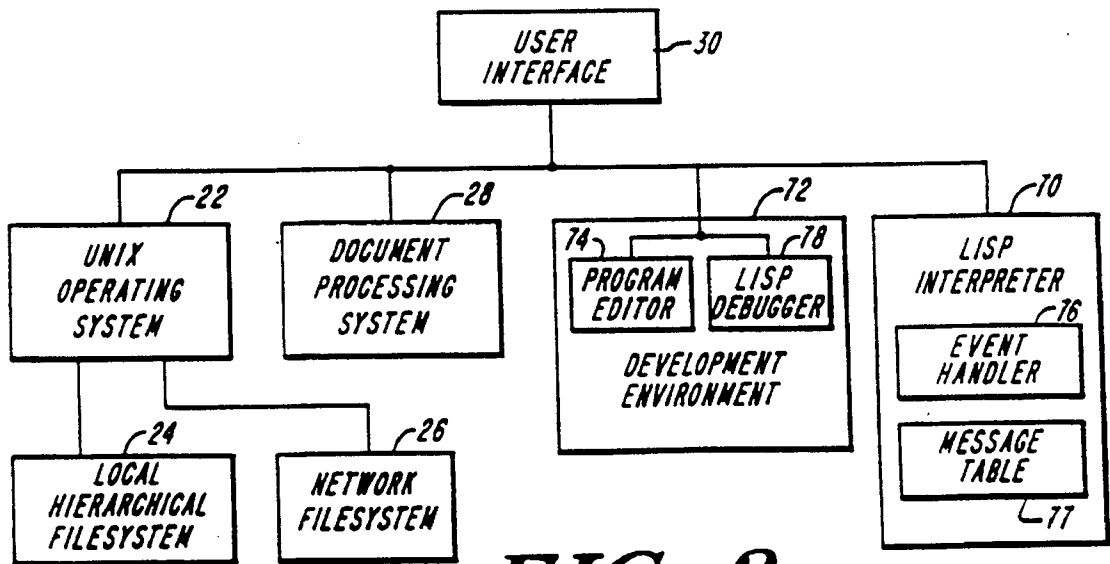 USER
INTERFACE
30
22
UNIX
OPERATING
SYSTEM
28
DOCUMENT
PROCESSING
SYSTEM
72
74
PROGRAM
EDITOR
78
LISP
DEBUGGER
DEVELOPMENT
ENVIRONMENT
70
LISP
INTERPRETER
76
EVENT
HANDLER
MESSAGE
TABLE
77
24
LOCAL
HIERARCHICAL
FILESYSTEM
26
NETWORK
FILESYSTEM
FIG.